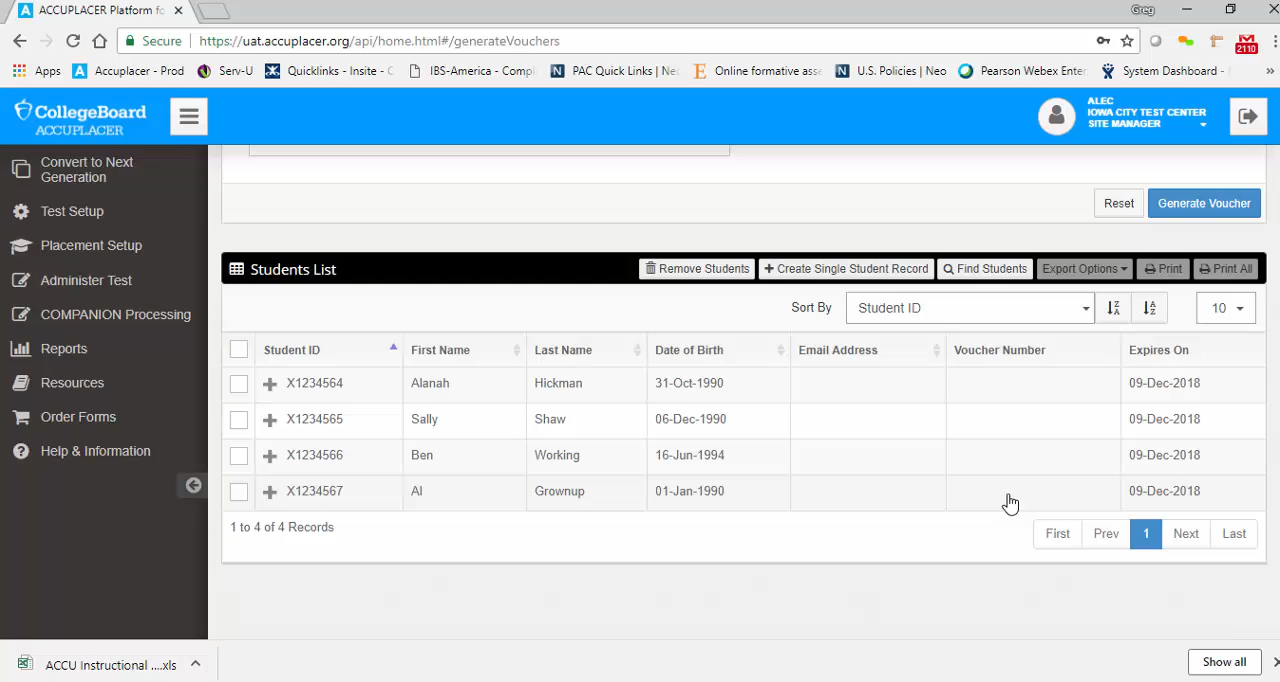 ACCUPLACER Platform fo
Greg
Secure
https://uat.accuplacer.org/api/home.html#/generateVouchers
2110
Apps
Accuplacer - Prod
Serv-U
Quicklinks - Insite - C
IBS-America - Compl
PAC Quick Links | Neo
Online formative asse
U.S. Policies | Neo
Pearson Webex Enter
System Dashboard -
CollegeBoard
ACCUPLACER
ALEC
IOWA CITY TEST CENTER
SITE MANAGER
Convert to Next
Generation
Test Setup
Placement Setup
Administer Test
COMPANION Processing
Reports
Resources
Order Forms
Help & Information
Reset
Generate Voucher
Students List
Remove Students
Create Single Student Record
Find Students
Export Options
Print
Print All
Sort By
Student ID
10
Student ID First Name Last Name Date of Birth Email Address Voucher Number Expires On
X1234564 Alanah Hickman 31-Oct-1990 09-Dec-2018
X1234565 Sally Shaw 06-Dec-1990 09-Dec-2018
X1234566 Ben Working 16-Jun-1994 09-Dec-2018
X1234567 Al Grownup 01-Jan-1990 09-Dec-2018
1 to 4 of 4 Records
First Prev 1 Next Last
ACCU Instructional ....xls
Show all